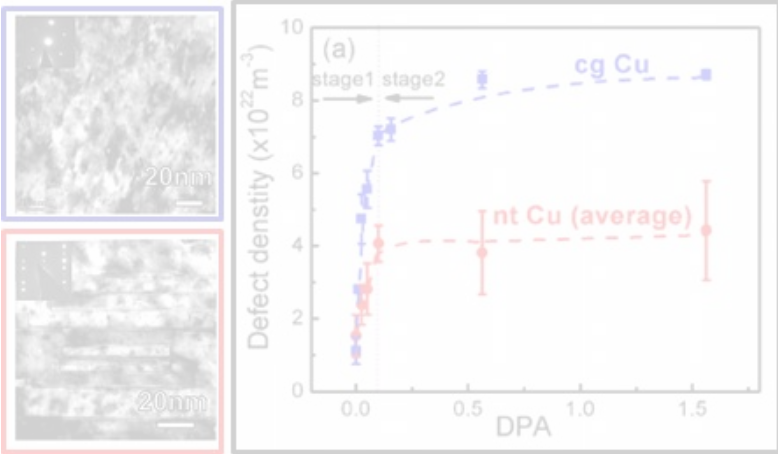 20nm
20nm
(a)
stage1
stage2
cg Cu
nt Cu (average)
Defect denstity (x10²²m⁻³)
10
8
6
4
2
0
0.0
0.5
1.0
1.5
DPA